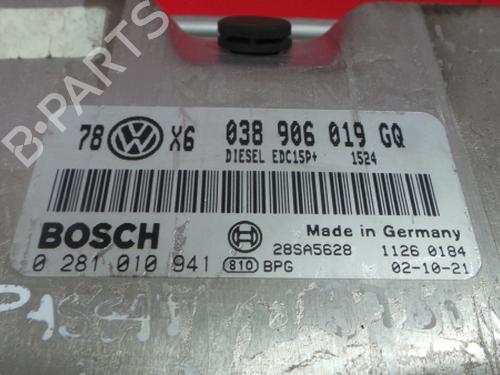 78 VW X6 038 906 019 GQ
DIESEL EDC15P+ 1524
BOSCH 28SA5628 Made in Germany
0 281 010 941 810 BPG 1126 0184
02-10-21
PASSAT
B-PARTS